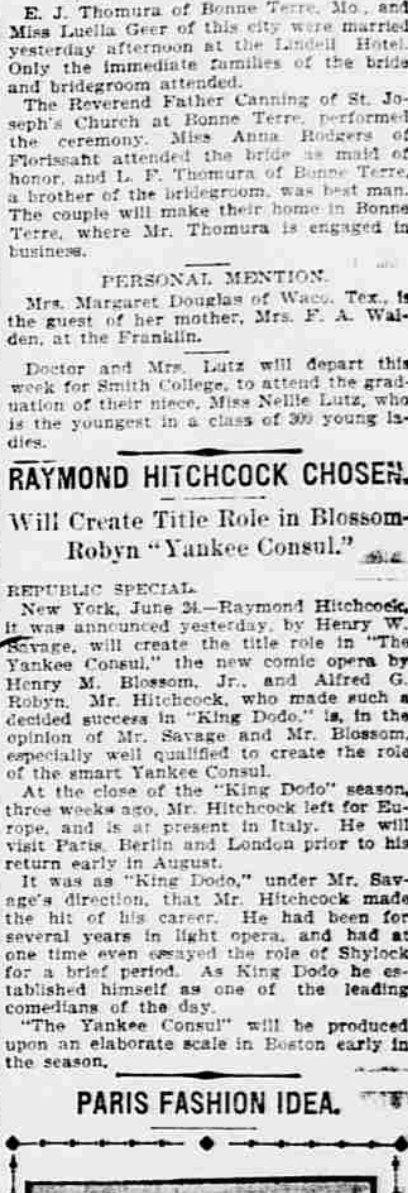 E. J. Thomura of Bonne Terre, Mo., and
Miss Luella Geer of this city were married
yesterday afternoon at the Lindell Hotel.
Only the immediate families of the bride
and bridegroom attended.
The Reverend Father Canning of St. Jo-
seph's Church at Bonne Terre, performed
the ceremony. Miss Anna Rodgers of
Florissaht attended the bride as maid of
honor, and L. F. Thomura of Bonne Terre,
a brother of the bridegroom, was best man.
The couple will make their home in Bonne
Terre, where Mr. Thomura is engaged in
business.
PERSONAL MENTION.
Mrs. Margaret Douglas of Waco, Tex., is
the guest of her mother, Mrs. F. A. Wal-
den, at the Franklin.
Doctor and Mrs. Lutz will depart this
week for Smith College, to attend the grad-
uation of their niece, Miss Nellie Lutz, who
is the youngest in a class of 300 young la-
dies.
RAYMOND HITCHCOCK CHOSEN.
Will Create Title Role in Blossom-
Robyn "Yankee Consul."
REPUBLIC SPECIAL.
New York, June 24.—Raymond Hitchcock,
it was announced yesterday, by Henry W.
Savage, will create the title role in "The
Yankee Consul," the new comic opera by
Henry M. Blossom, Jr., and Alfred G.
Robyn. Mr. Hitchcock, who made such a
decided success in "King Dodo," is, in the
opinion of Mr. Savage and Mr. Blossom,
especially well qualified to create the role
of the smart Yankee Consul.
At the close of the "King Dodo" season,
three weeks ago, Mr. Hitchcock left for Eu-
rope, and is at present in Italy. He will
visit Paris, Berlin and London prior to his
return early in August.
It was as "King Dodo," under Mr. Sav-
age's direction, that Mr. Hitchcock made
the hit of his career. He had been for
several years in light opera, and had at
one time even essayed the role of Shylock
for a brief period. As King Dodo he es-
tablished himself as one of the leading
comedians of the day.
"The Yankee Consul" will be produced
upon an elaborate scale in Boston early in
the season.
PARIS FASHION IDEA.